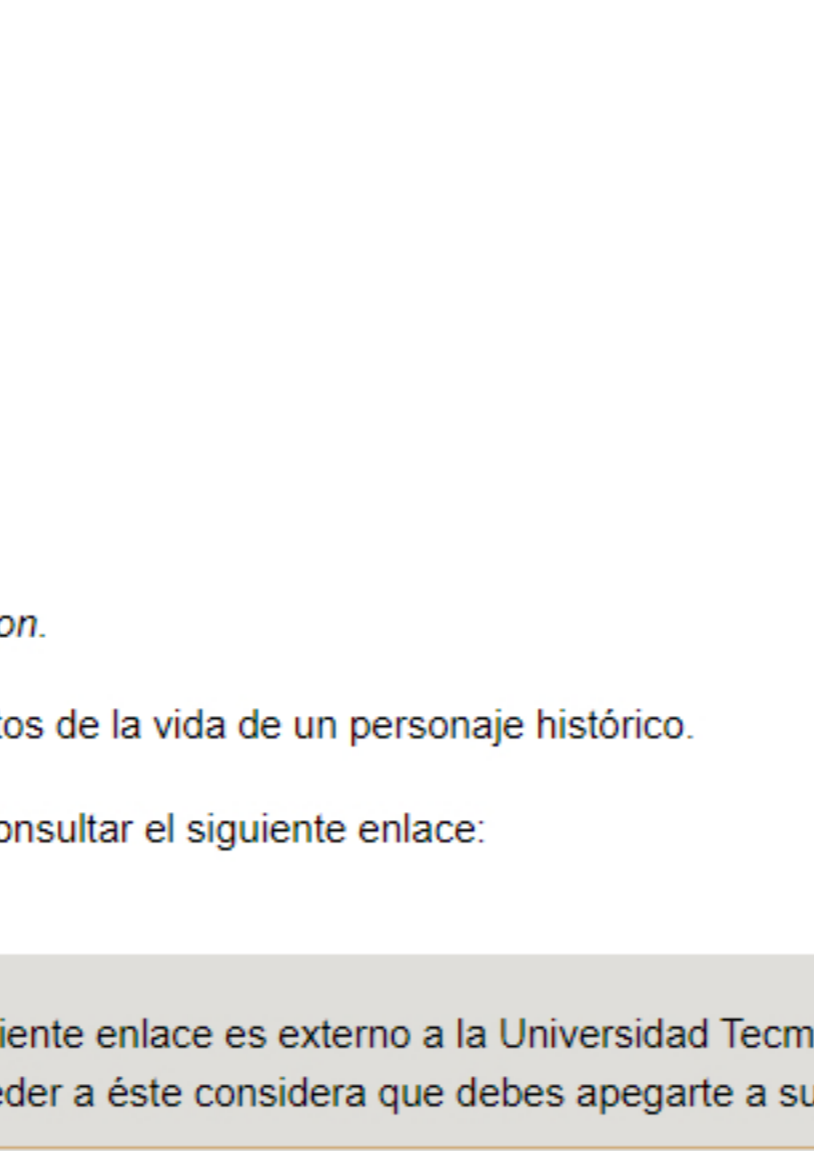 on.
tos de la vida de un personaje histórico.
onsultar el siguiente enlace:
iente enlace es externo a la Universidad Tecm
eder a éste considera que debes apegarte a su